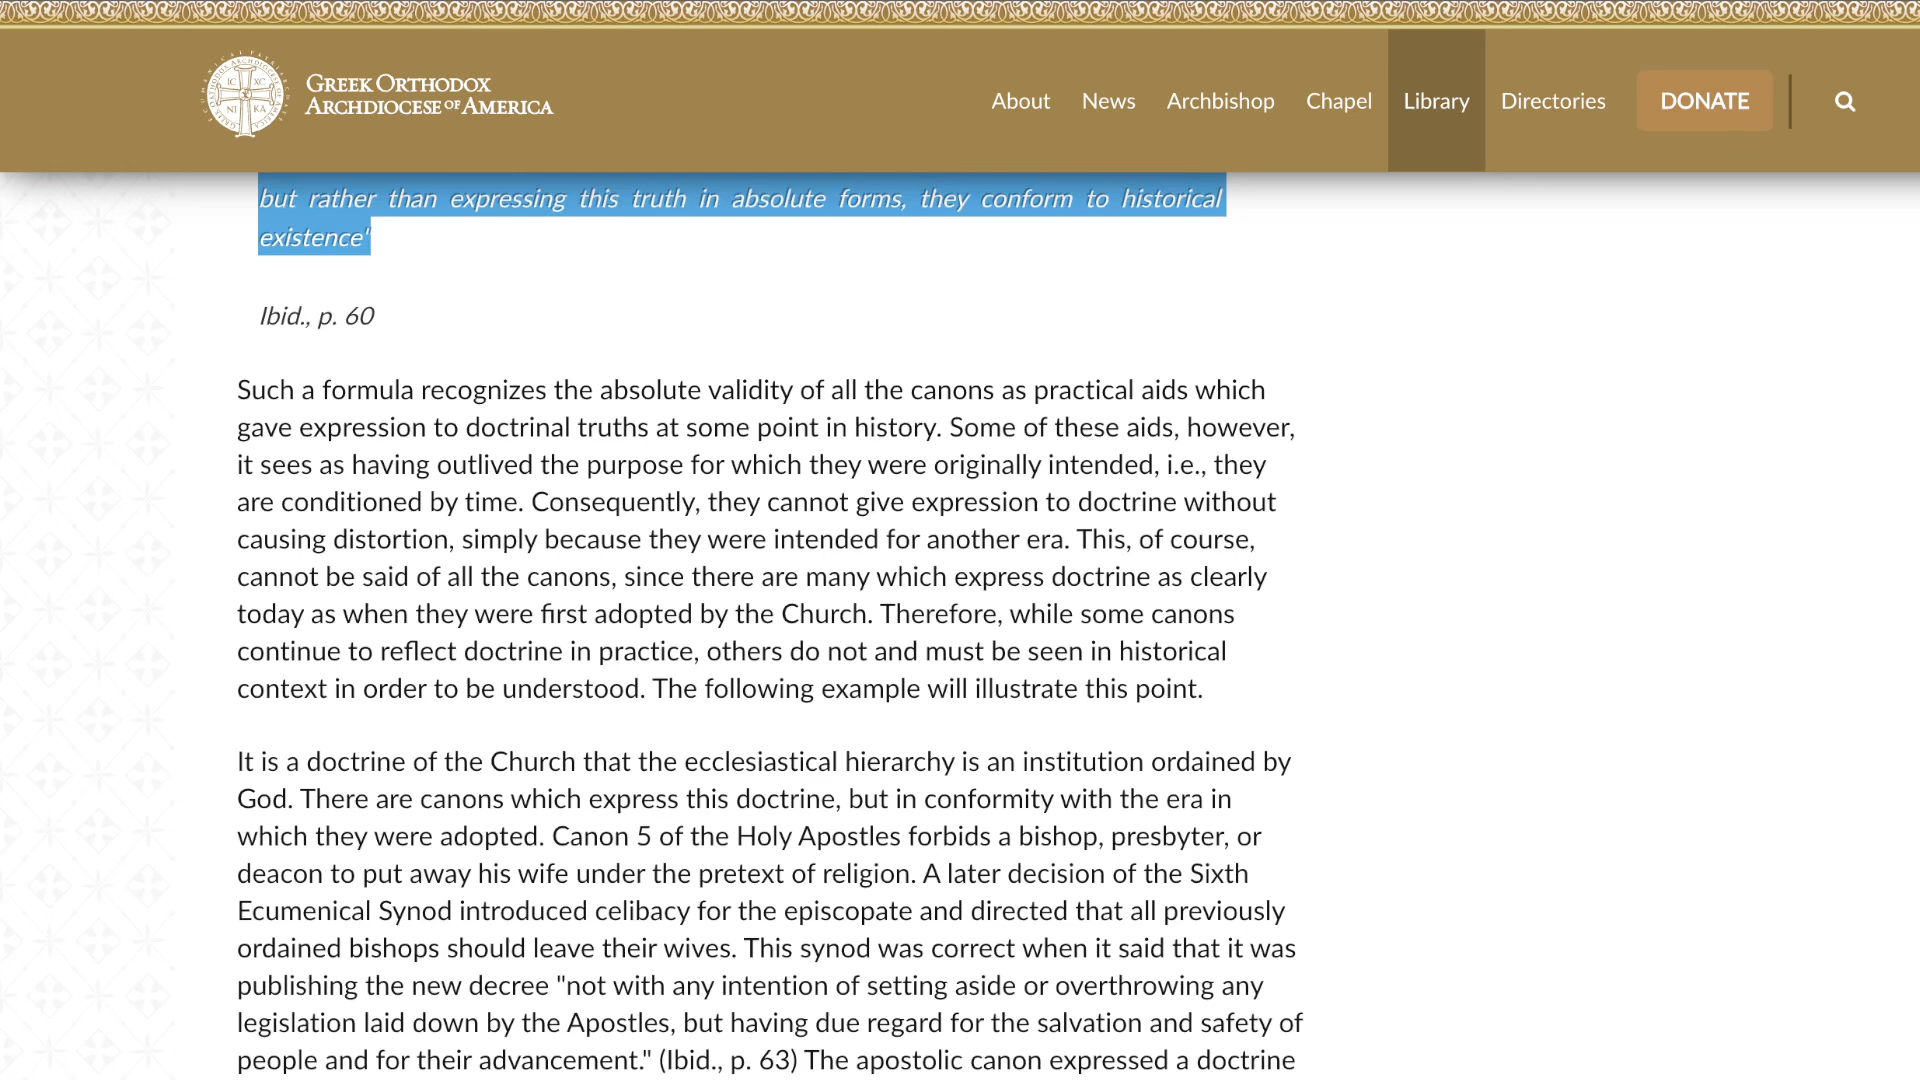 GREEK ORTHODOX
ARCHDIOCESE OF AMERICA
About News Archbishop Chapel Library Directories DONATE
but rather than expressing this truth in absolute forms, they conform to historical
existence"
Ibid., p. 60
Such a formula recognizes the absolute validity of all the canons as practical aids which
gave expression to doctrinal truths at some point in history. Some of these aids, however,
it sees as having outlived the purpose for which they were originally intended, i.e., they
are conditioned by time. Consequently, they cannot give expression to doctrine without
causing distortion, simply because they were intended for another era. This, of course,
cannot be said of all the canons, since there are many which express doctrine as clearly
today as when they were first adopted by the Church. Therefore, while some canons
continue to reflect doctrine in practice, others do not and must be seen in historical
context in order to be understood. The following example will illustrate this point.
It is a doctrine of the Church that the ecclesiastical hierarchy is an institution ordained by
God. There are canons which express this doctrine, but in conformity with the era in
which they were adopted. Canon 5 of the Holy Apostles forbids a bishop, presbyter, or
deacon to put away his wife under the pretext of religion. A later decision of the Sixth
Ecumenical Synod introduced celibacy for the episcopate and directed that all previously
ordained bishops should leave their wives. This synod was correct when it said that it was
publishing the new decree "not with any intention of setting aside or overthrowing any
legislation laid down by the Apostles, but having due regard for the salvation and safety of
people and for their advancement." (Ibid., p. 63) The apostolic canon expressed a doctrine